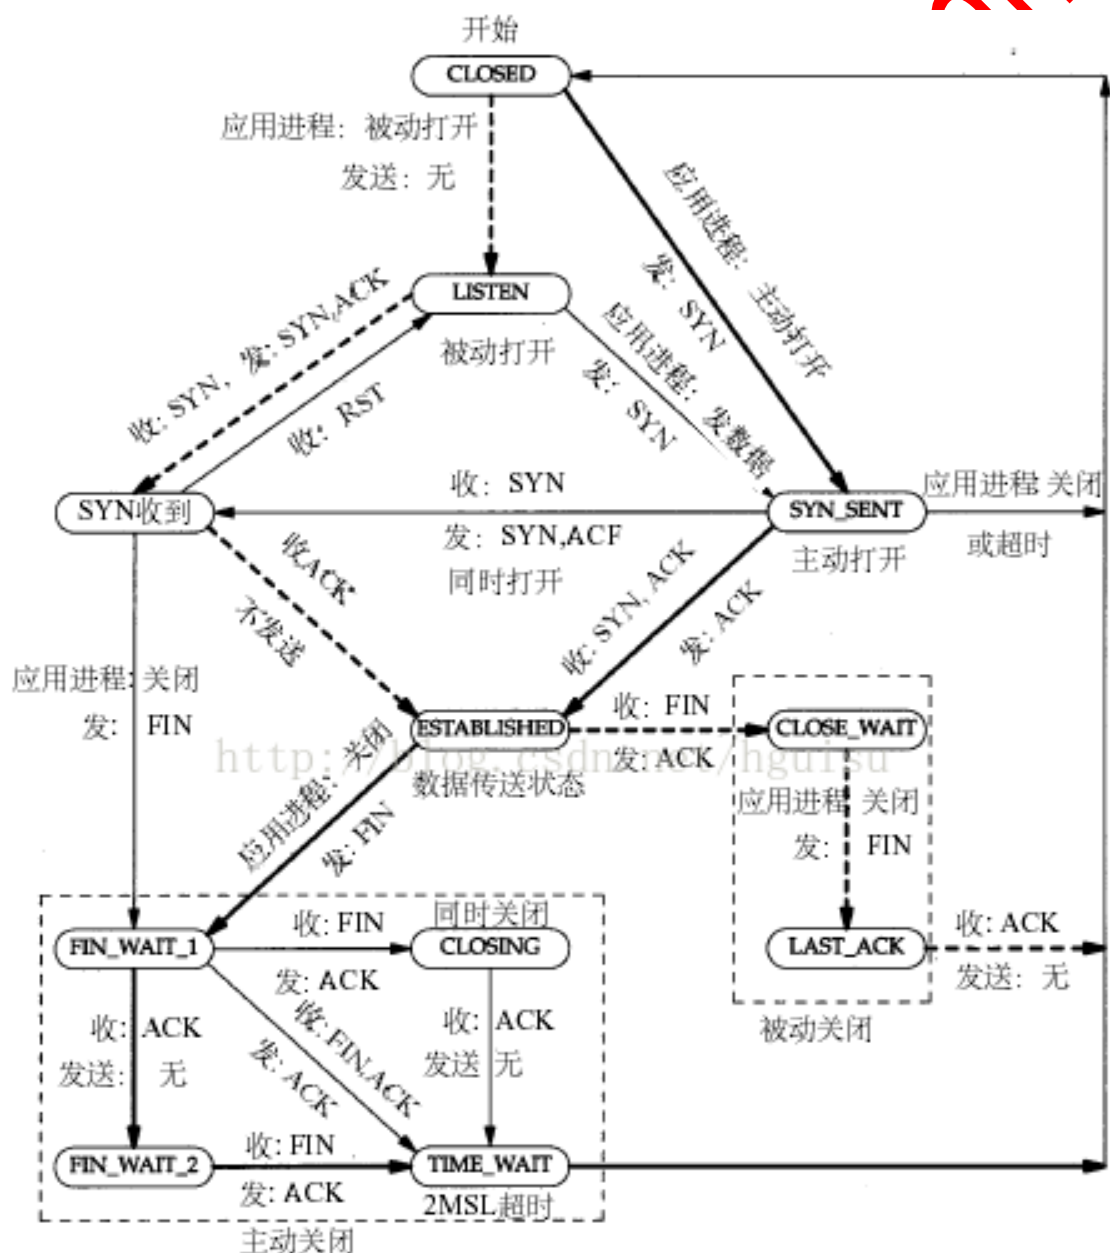 开始
CLOSED
应用进程：被动打开
发送：无
应用进程：主动打开
发：SYN
LISTEN
被动打开
收：SYN，发：SYN,ACK
收：RST
应用进程：发数据
发：SYN
SYN收到
收：SYN
发：SYN,ACF
同时打开
SYN_SENT
主动打开
应用进程：关闭
或超时
收ACK
不发送
收：SYN, ACK
发：ACK
应用进程：关闭
发：FIN
ESTABLISHED
数据传送状态
http://blog.csdn.net/hguisu
收：FIN
发：ACK
CLOSE_WAIT
应用进程：关闭
发：FIN
LAST_ACK
收：ACK
发送：无
被动关闭
应用进程：关闭
发：FIN
FIN_WAIT_1
收：FIN
发：ACK
同时关闭
CLOSING
收：ACK
发送：无
收：FIN,ACK
发：ACK
收：ACK
发送 无
FIN_WAIT_2
收：FIN
发：ACK
TIME_WAIT
2MSL超时
主动关闭